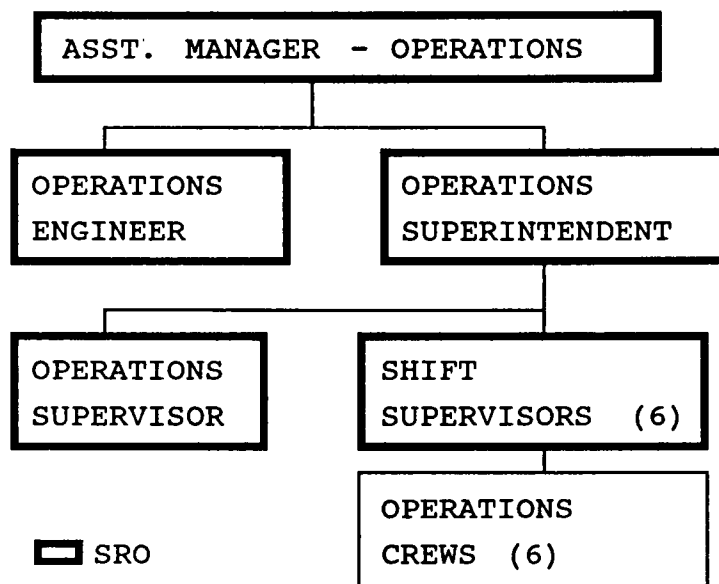 ASST. MANAGER - OPERATIONS
OPERATIONS
ENGINEER
OPERATIONS
SUPERINTENDENT
OPERATIONS
SUPERVISOR
SHIFT
SUPERVISORS (6)
OPERATIONS
CREWS (6)
SRO